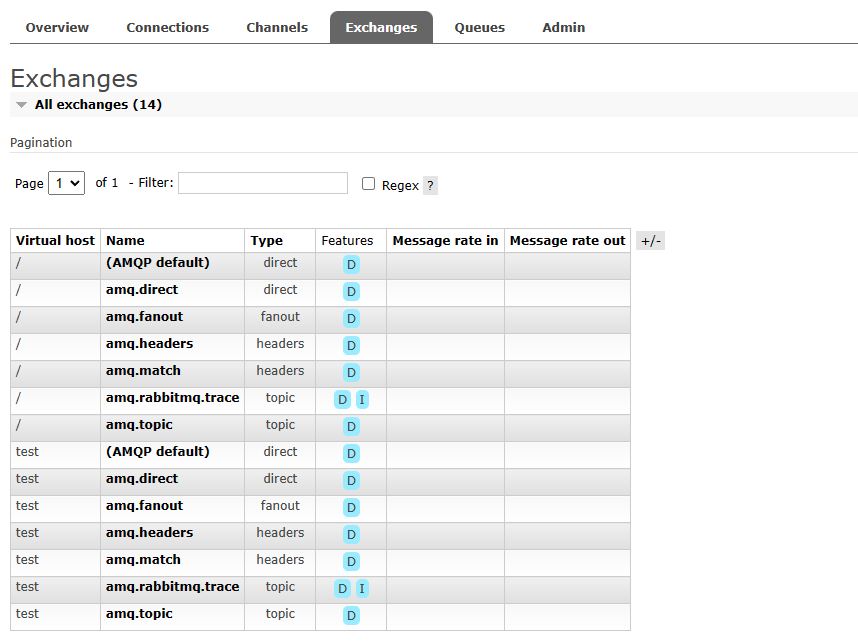 Overview Connections Channels Exchanges Queues Admin
Exchanges
All exchanges (14)
Pagination
Page 1 of 1 - Filter: Regex ?
Virtual host Name Type Features Message rate in Message rate out +/-
/ (AMQP default) direct D
/ amq.direct direct D
/ amq.fanout fanout D
/ amq.headers headers D
/ amq.match headers D
/ amq.rabbitmq.trace topic D I
/ amq.topic topic D
test (AMQP default) direct D
test amq.direct direct D
test amq.fanout fanout D
test amq.headers headers D
test amq.match headers D
test amq.rabbitmq.trace topic D I
test amq.topic topic D